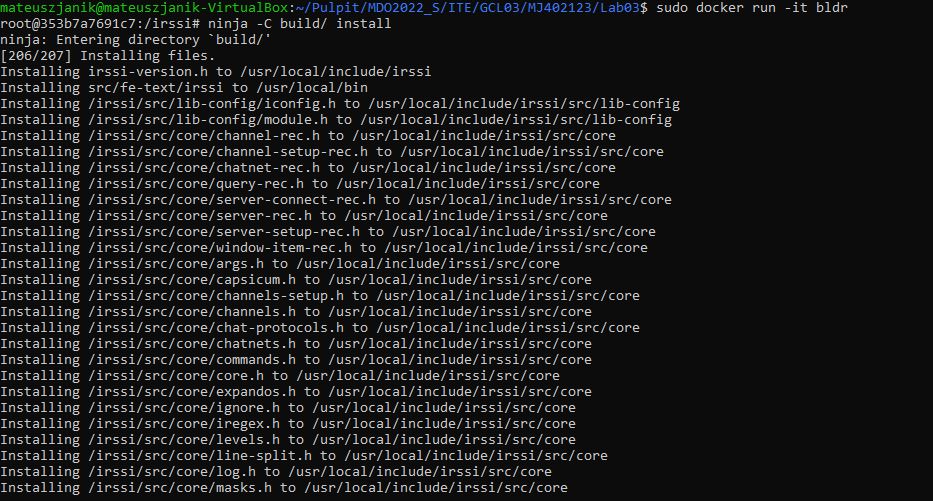 mateuszjanik@mateuszjanik-VirtualBox:~/Pulpit/MDO2022_S/ITE/GCL03/MJ402123/Lab03$ sudo docker run -it bldr
root@353b7a7691c7:/irssi# ninja -C build/ install
ninja: Entering directory `build/'
[206/207] Installing files.
Installing irssi-version.h to /usr/local/include/irssi
Installing src/fe-text/irssi to /usr/local/bin
Installing /irssi/src/lib-config/iconfig.h to /usr/local/include/irssi/src/lib-config
Installing /irssi/src/lib-config/module.h to /usr/local/include/irssi/src/lib-config
Installing /irssi/src/core/channel-rec.h to /usr/local/include/irssi/src/core
Installing /irssi/src/core/channel-setup-rec.h to /usr/local/include/irssi/src/core
Installing /irssi/src/core/chatnet-rec.h to /usr/local/include/irssi/src/core
Installing /irssi/src/core/query-rec.h to /usr/local/include/irssi/src/core
Installing /irssi/src/core/server-connect-rec.h to /usr/local/include/irssi/src/core
Installing /irssi/src/core/server-rec.h to /usr/local/include/irssi/src/core
Installing /irssi/src/core/server-setup-rec.h to /usr/local/include/irssi/src/core
Installing /irssi/src/core/window-item-rec.h to /usr/local/include/irssi/src/core
Installing /irssi/src/core/args.h to /usr/local/include/irssi/src/core
Installing /irssi/src/core/capsicum.h to /usr/local/include/irssi/src/core
Installing /irssi/src/core/channels-setup.h to /usr/local/include/irssi/src/core
Installing /irssi/src/core/channels.h to /usr/local/include/irssi/src/core
Installing /irssi/src/core/chat-protocols.h to /usr/local/include/irssi/src/core
Installing /irssi/src/core/chatnets.h to /usr/local/include/irssi/src/core
Installing /irssi/src/core/commands.h to /usr/local/include/irssi/src/core
Installing /irssi/src/core/core.h to /usr/local/include/irssi/src/core
Installing /irssi/src/core/expandos.h to /usr/local/include/irssi/src/core
Installing /irssi/src/core/ignore.h to /usr/local/include/irssi/src/core
Installing /irssi/src/core/iregex.h to /usr/local/include/irssi/src/core
Installing /irssi/src/core/levels.h to /usr/local/include/irssi/src/core
Installing /irssi/src/core/line-split.h to /usr/local/include/irssi/src/core
Installing /irssi/src/core/log.h to /usr/local/include/irssi/src/core
Installing /irssi/src/core/masks.h to /usr/local/include/irssi/src/core